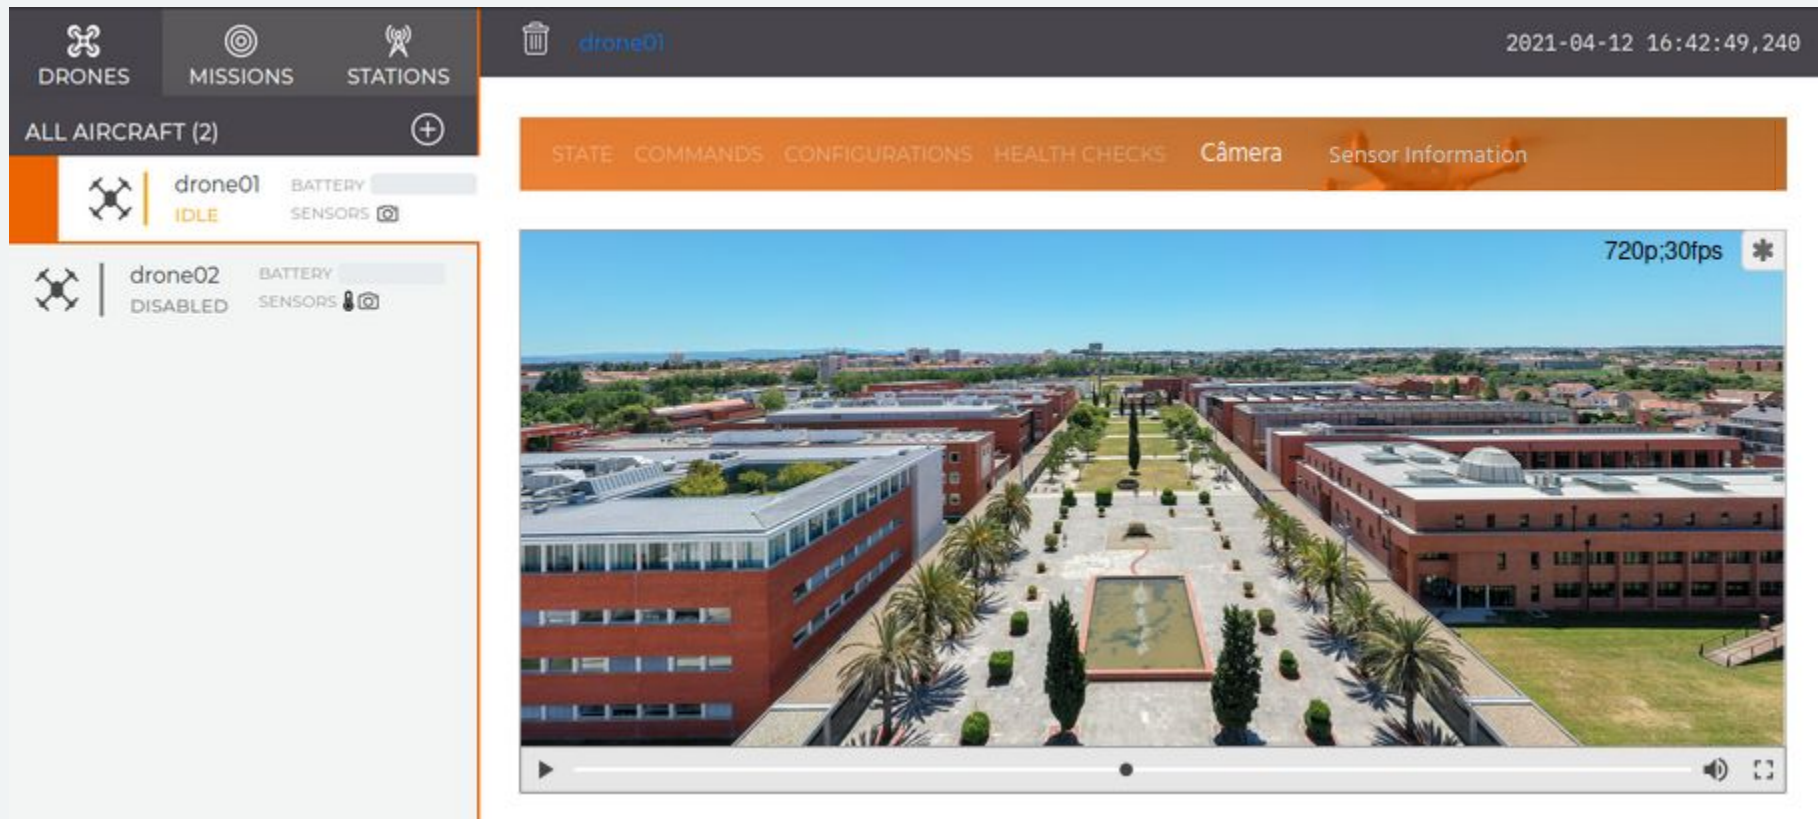 DRONES MISSIONS STATIONS
drone01 2021-04-12 16:42:49,240
ALL AIRCRAFT (2)
drone01 BATTERY
IDLE SENSORS
drone02 BATTERY
DISABLED SENSORS
STATE COMMANDS CONFIGURATIONS HEALTH CHECKS Câmera Sensor Information
720p;30fps